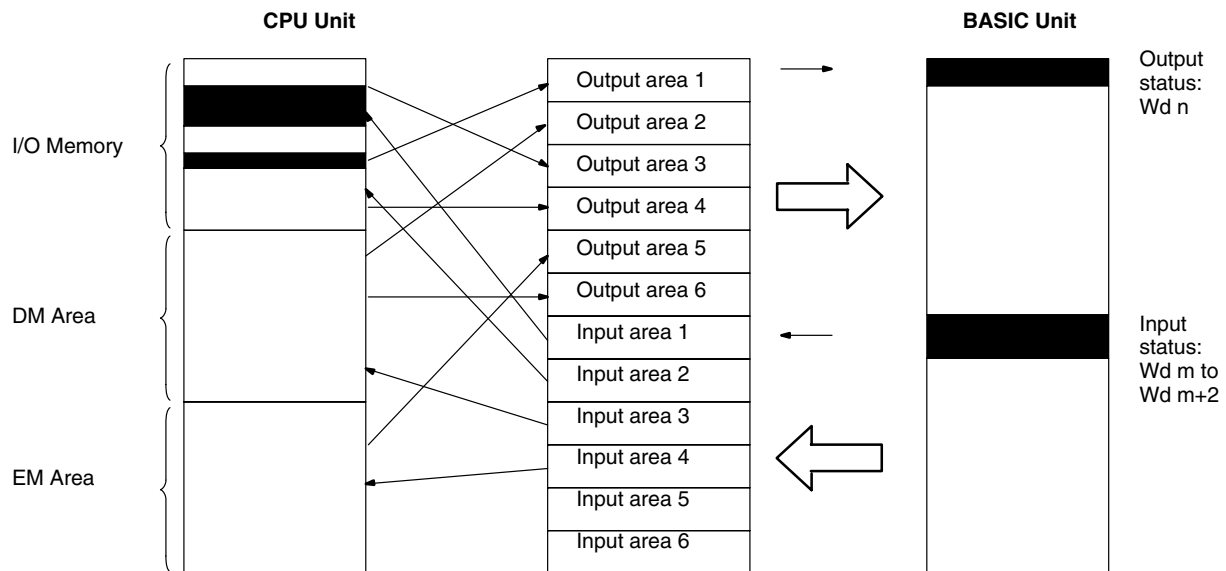 CPU Unit
BASIC Unit
I/O Memory
DM Area
EM Area
Output area 1
Output area 2
Output area 3
Output area 4
Output area 5
Output area 6
Input area 1
Input area 2
Input area 3
Input area 4
Input area 5
Input area 6
Output
status:
Wd n
Input
status:
Wd m to
Wd m+2